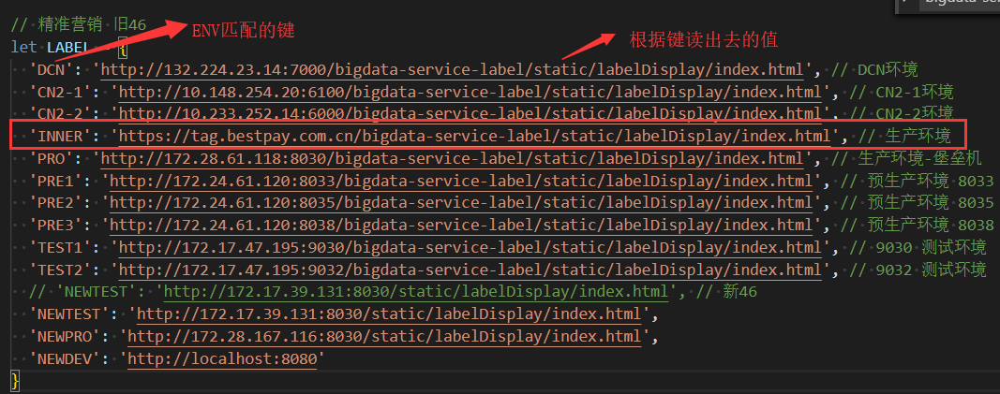 bigdata-se
// 精准营销 旧46
ENV匹配的键
let LABEL = {
根据键读出去的值
'DCN': 'http://132.224.23.14:7000/bigdata-service-label/static/labelDisplay/index.html', // DCN环境
'CN2-1': 'http://10.148.254.20:6100/bigdata-service-label/static/labelDisplay/index.html', // CN2-1环境
'CN2-2': 'http://10.233.252.14:6000/bigdata-service-label/static/labelDisplay/index.html', // CN2-2环境
'INNER': 'https://tag.bestpay.com.cn/bigdata-service-label/static/labelDisplay/index.html', // 生产环境
'PRO': 'http://172.28.61.118:8030/bigdata-service-label/static/labelDisplay/index.html', // 生产环境-堡垒机
'PRE1': 'http://172.24.61.120:8033/bigdata-service-label/static/labelDisplay/index.html', // 预生产环境 8033
'PRE2': 'http://172.24.61.120:8035/bigdata-service-label/static/labelDisplay/index.html', // 预生产环境 8035
'PRE3': 'http://172.24.61.120:8038/bigdata-service-label/static/labelDisplay/index.html', // 预生产环境 8038
'TEST1': 'http://172.17.47.195:9030/bigdata-service-label/static/labelDisplay/index.html', // 9030 测试环境
'TEST2': 'http://172.17.47.195:9032/bigdata-service-label/static/labelDisplay/index.html', // 9032 测试环境
// 'NEWTEST': 'http://172.17.39.131:8030/static/labelDisplay/index.html', // 新46
'NEWTEST': 'http://172.17.39.131:8030/static/labelDisplay/index.html',
'NEWPRO': 'http://172.28.167.116:8030/static/labelDisplay/index.html',
'NEWDEV': 'http://localhost:8080'
}